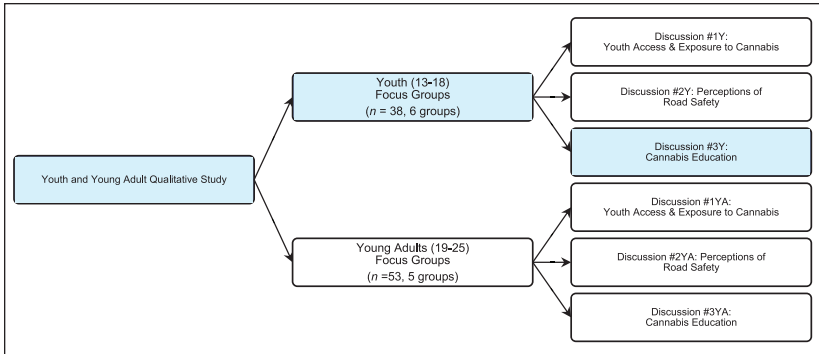 Youth and Young Adult Qualitative Study
Youth (13-18)
Focus Groups
(n = 38, 6 groups)
Discussion #1Y:
Youth Access & Exposure to Cannabis
Discussion #2Y: Perceptions of
Road Safety
Discussion #3Y:
Cannabis Education
Young Adults (19-25)
Focus Groups
(n =53, 5 groups)
Discussion #1YA:
Youth Access & Exposure to Cannabis
Discussion #2YA: Perceptions of
Road Safety
Discussion #3YA:
Cannabis Education